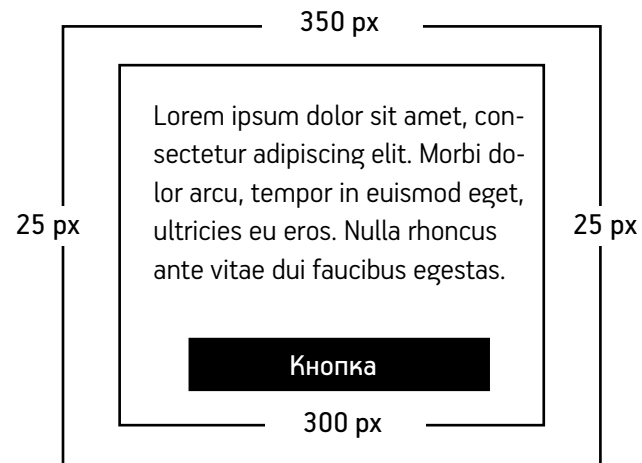 350 px
Lorem ipsum dolor sit amet, con-
sectetur adipiscing elit. Morbi do-
lor arcu, tempor in euismod eget,
25 px
ultricies eu eros. Nulla rhoncus
25 px
ante vitae dui faucibus egestas.
Кнопка
300 px